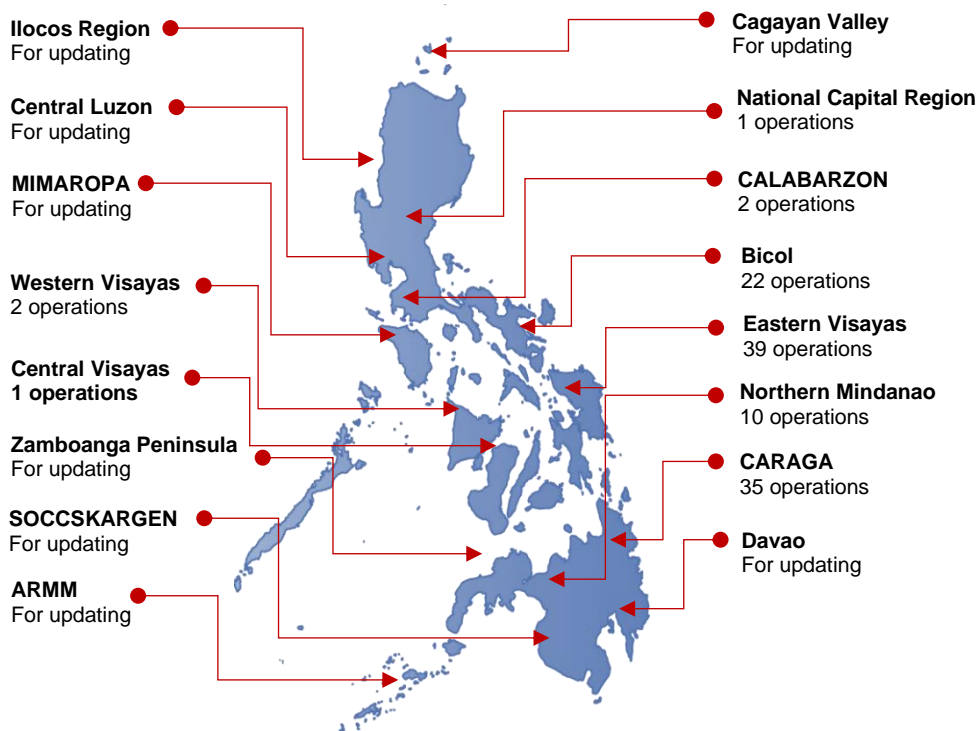 Ilocos Region
For updating
Central Luzon
For updating
MIMAROPA
For updating
Western Visayas
2 operations
Central Visayas
1 operations
Zamboanga Peninsula
For updating
SOCCSKARGEN
For updating
ARMM
For updating
Cagayan Valley
For updating
National Capital Region
1 operations
CALABARZON
2 operations
Bicol
22 operations
Eastern Visayas
39 operations
Northern Mindanao
10 operations
CARAGA
35 operations
Davao
For updating